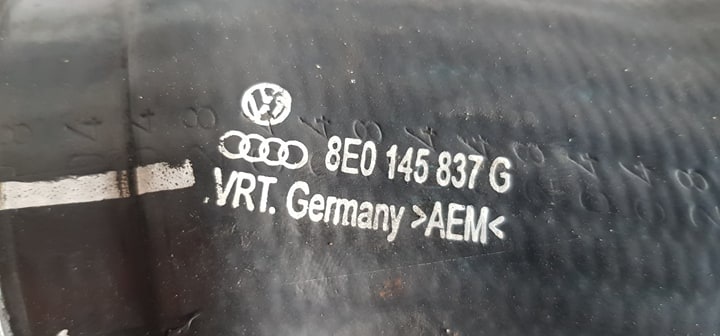 8E0 145 837 G
VRT. Germany >AEM<